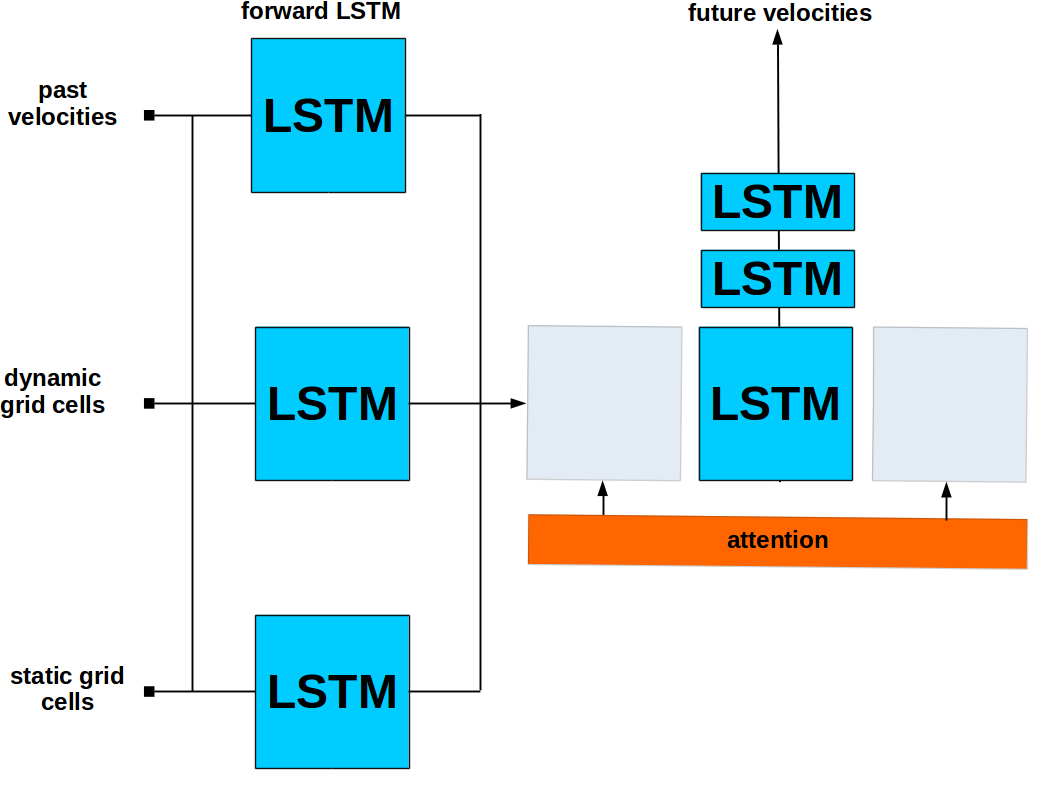 forward LSTM
future velocities
past
velocities
LSTM
LSTM
LSTM
dynamic
grid cells
LSTM
LSTM
attention
static grid
cells
LSTM